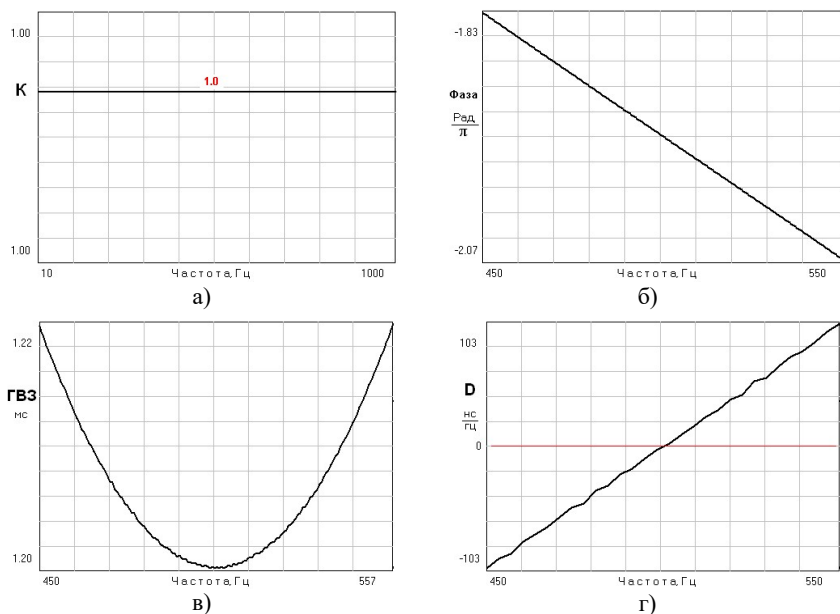 1.00
К
1.0
1.00
10
Частота,Гц
1000
а)
-1.83
Фаза
Рад
π
-2.07
450
Частота,Гц
550
б)
1.22
ГВЗ
мс
1.20
450
Частота,Гц
557
в)
103
D
нс
гц
0
-103
450
Частота,Гц
550
г)